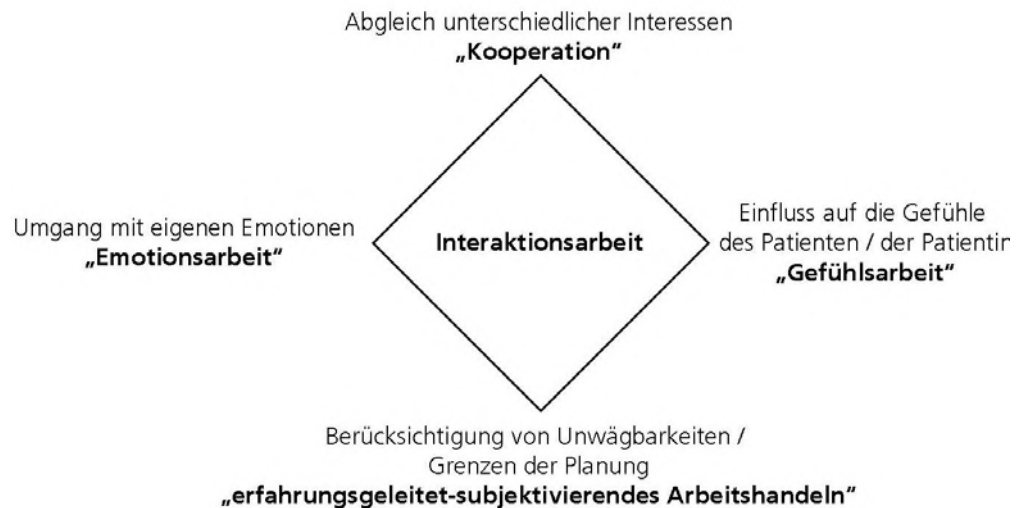 Abgleich unterschiedlicher Interessen
„Kooperation“
Umgang mit eigenen Emotionen
„Emotionsarbeit“
Interaktionsarbeit
Einfluss auf die Gefühle
des Patienten / der Patientin
„Gefühlsarbeit“
Berücksichtigung von Unwägbarkeiten /
Grenzen der Planung
„erfahrungsgeleitet-subjektivierendes Arbeitshandeln“